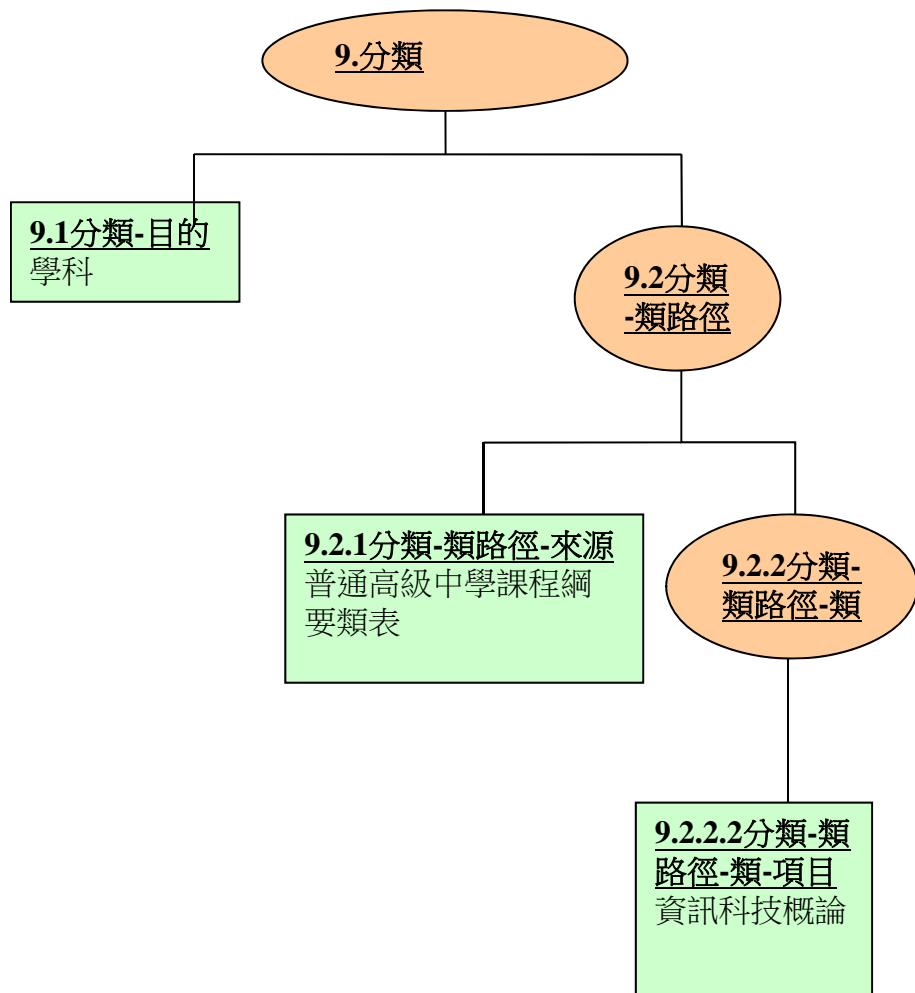 9.分類
9.1分類-目的
學科
9.2分類
-類路徑
9.2.1分類-類路徑-來源
普通高級中學課程綱
要類表
9.2.2分類-
類路徑-類
9.2.2.2分類-類
路徑-類-項目
資訊科技概論